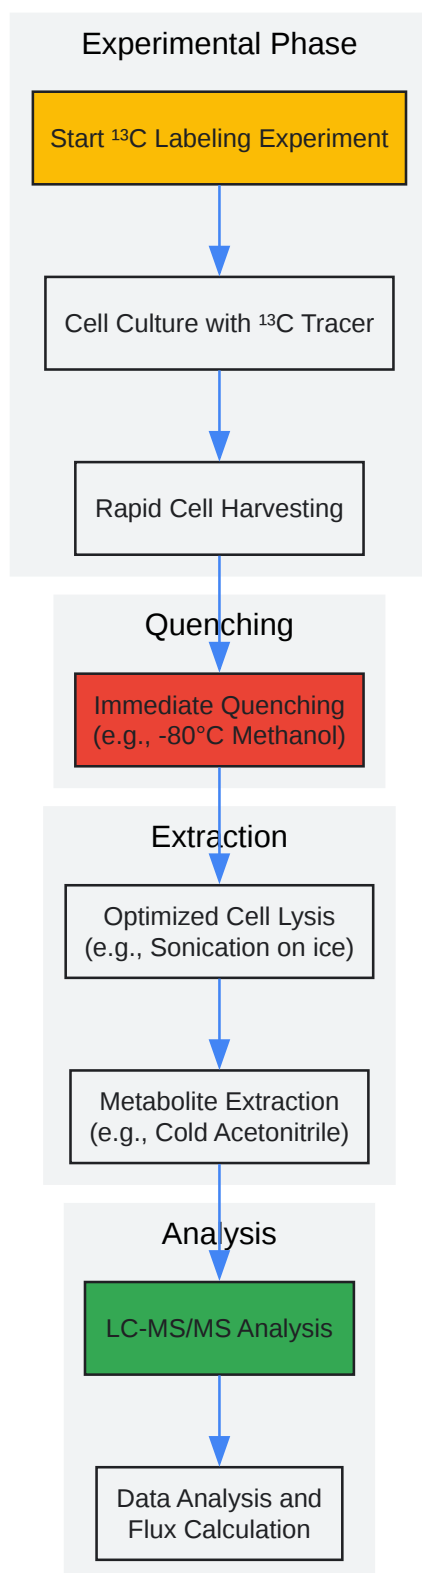 Experimental Phase
Start ¹³C Labeling Experiment
Cell Culture with ¹³C Tracer
Rapid Cell Harvesting
Quenching
Immediate Quenching
(e.g., -80°C Methanol)
Extraction
Optimized Cell Lysis
(e.g., Sonication on ice)
Metabolite Extraction
(e.g., Cold Acetonitrile)
Analysis
LC-MS/MS Analysis
Data Analysis and
Flux Calculation